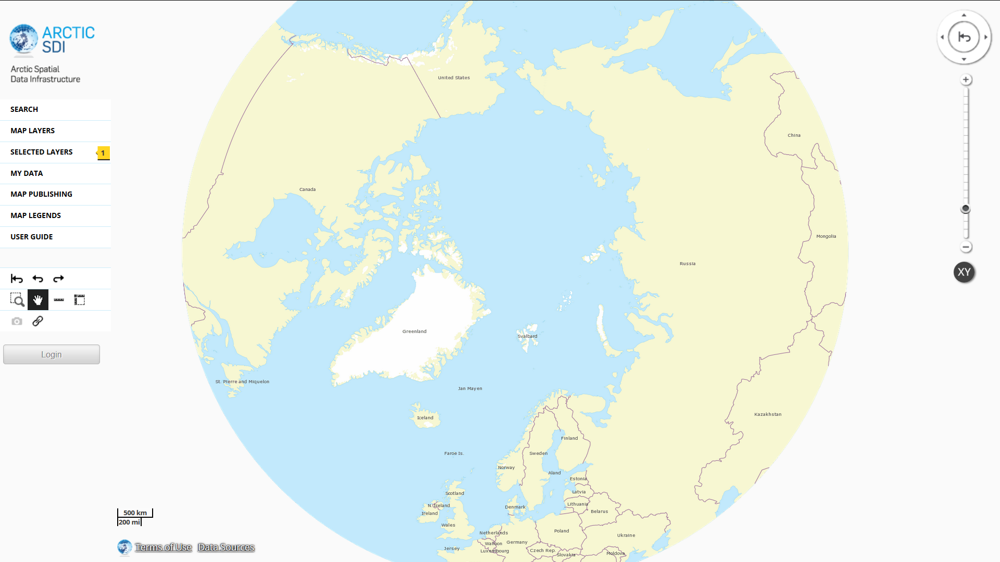 ARCTIC
SDI
Arctic Spatial
Data Infrastructure
SEARCH
MAP LAYERS
SELECTED LAYERS
1
MY DATA
MAP PUBLISHING
MAP LEGENDS
USER GUIDE
Login
United States
China
Canada
Mongolia
Russia
XY
Greenland
Svalbard
St. Pierre and Miquelon
Jan Mayen
Kazakhstan
Iceland
Finland
Faroe Is.
Sweden
Norway
Aland
Estonia
Latvia
Scotland
Lithuania
N. Ireland
Denmark
Belarus
Ireland
Wales
Poland
Netherlands
Ukraine
Germany
Walloon
Jersey
Luxembourg
Czech Rep.
Slovakia
Moldova
500 km
200 mi
Terms of Use
Data Sources